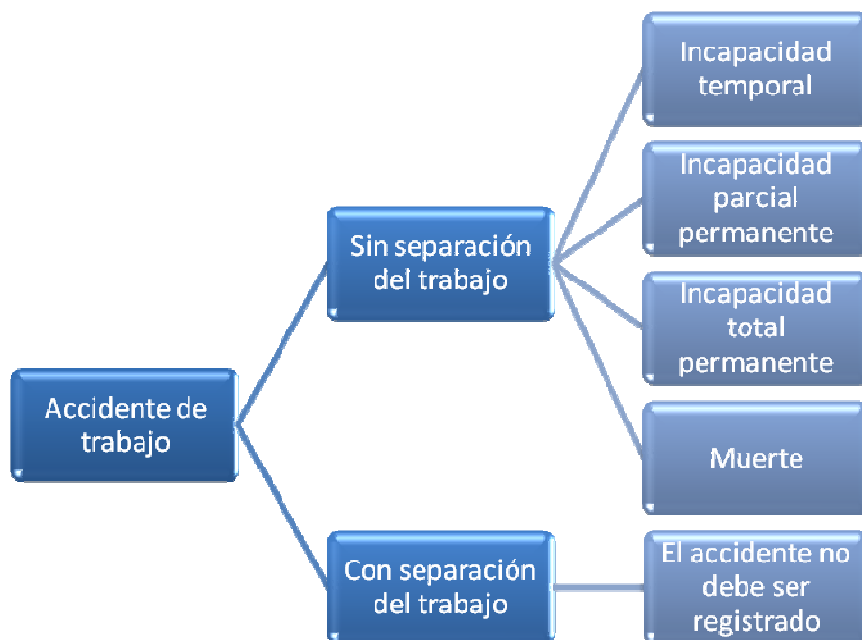 Accidente de
trabajo
Sin separación
del trabajo
Incapacidad
temporal
Incapacidad
parcial
permanente
Incapacidad
total
permanente
Muerte
Con separación
del trabajo
El accidente no
debe ser
registrado